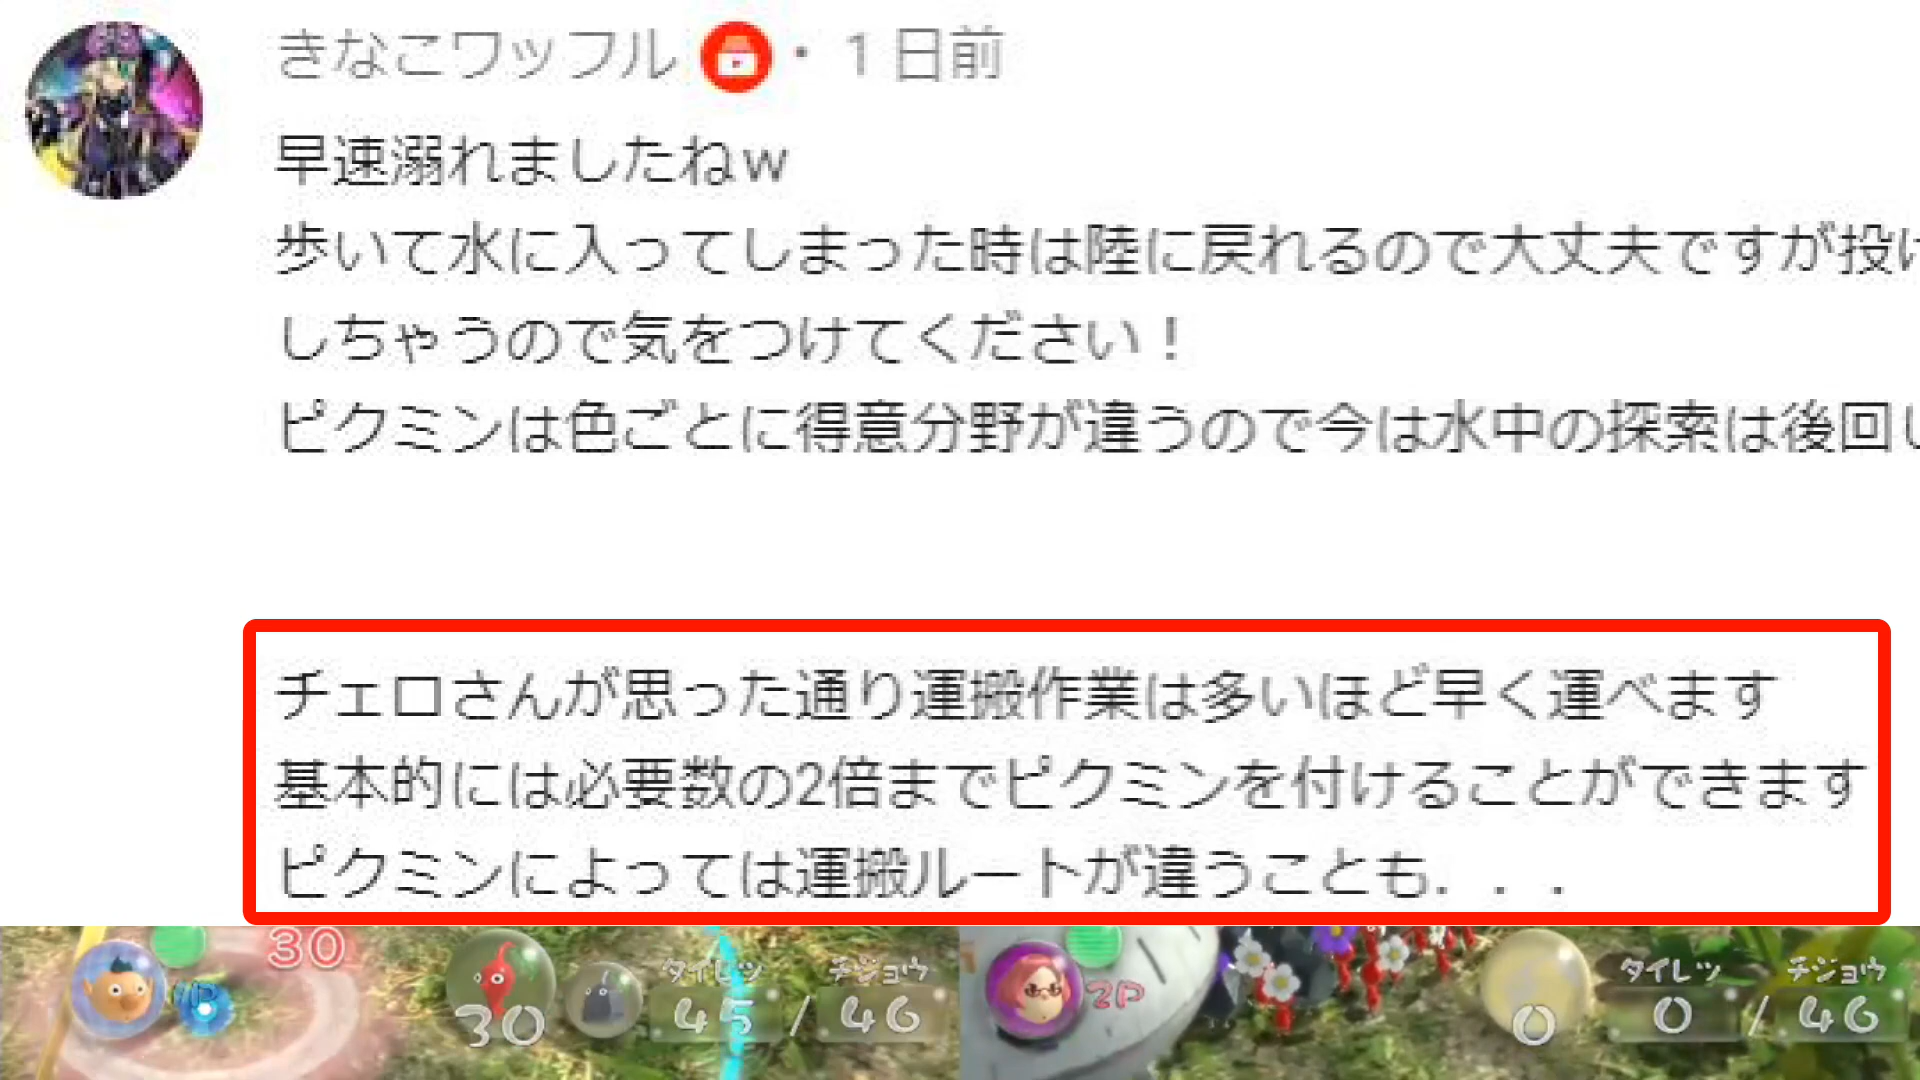 きなこワッフル ・ 1 日前
早速溺れましたねw
歩いて水に入ってしまった時は陸に戻れるので大丈夫ですが投げ
しちゃうので気をつけてください！
ピクミンは色ごとに得意分野が違うので今は水中の探索は後回し
チェロさんが思った通り運搬作業は多いほど早く運べます
基本的には必要数の2倍までピクミンを付けることができます
ピクミンによっては運搬ルートが違うことも．．．
30
1P
30
タイレツ チジョウ
45 / 46
2P
0
タイレツ チジョウ
0 / 46